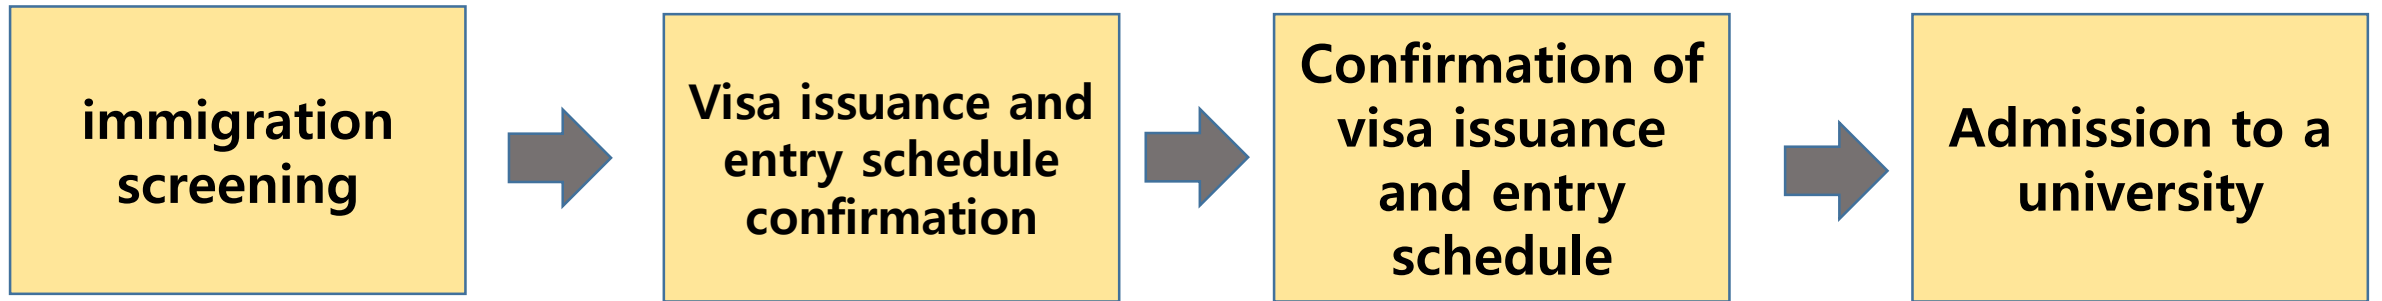 immigration
screening
Visa issuance and
entry schedule
confirmation
Confirmation of
visa issuance
and entry
schedule
Admission to a
university